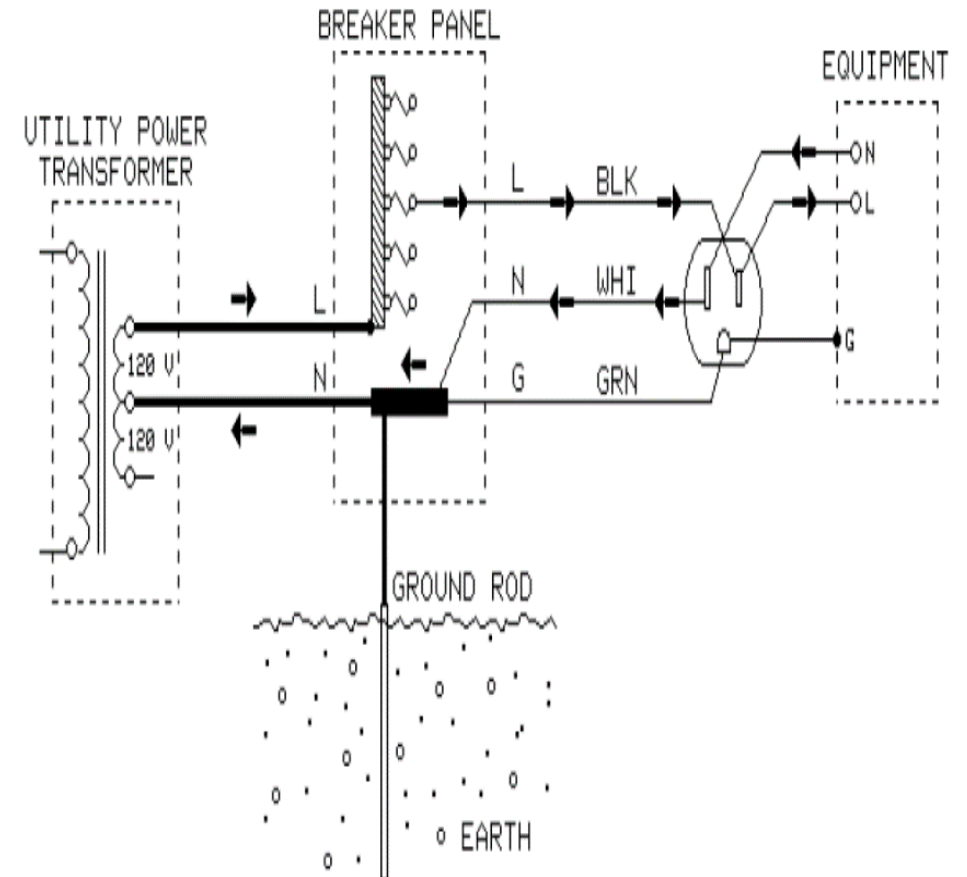 BREAKER PANEL
EQUIPMENT
UTILITY POWER
TRANSFORMER
N
L BLK
L
L
N WHI
120 V
G
N
G GRN
120 V
GROUND ROD
EARTH